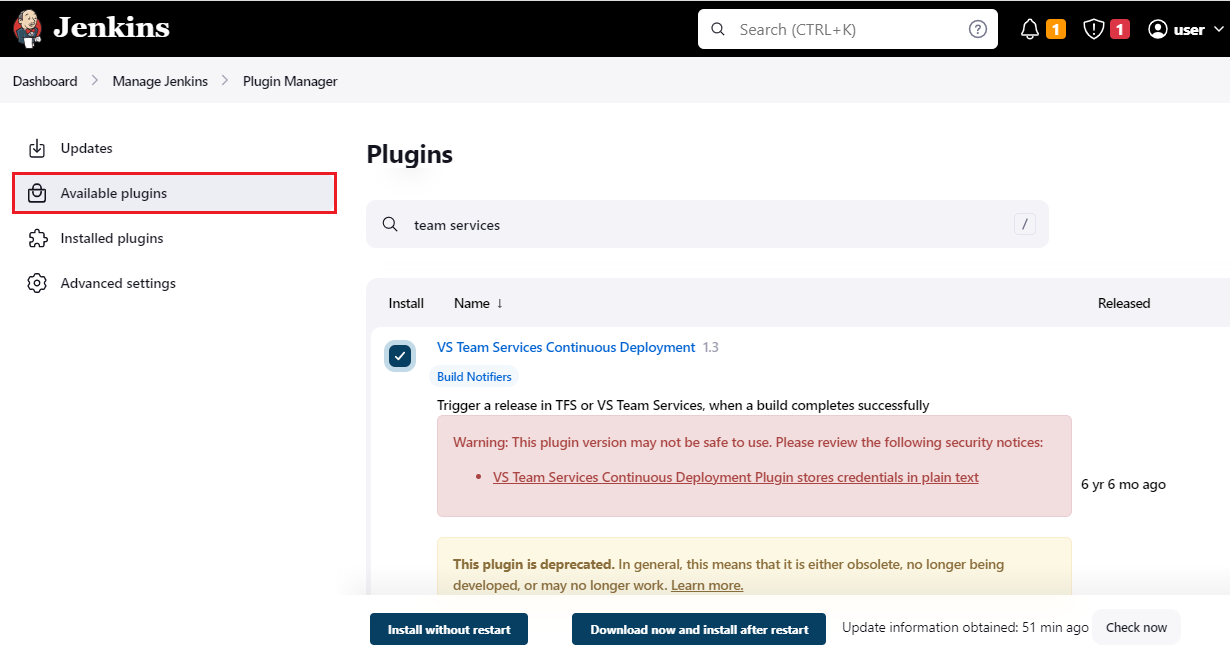 Jenkins
Search (CTRL+K)
?
1
1
user
Dashboard
Manage Jenkins
Plugin Manager
Updates
Available plugins
Installed plugins
Advanced settings
Plugins
team services
/
Install
Name ↓
Released
VS Team Services Continuous Deployment 1.3
Build Notifiers
Trigger a release in TFS or VS Team Services, when a build completes successfully
Warning: This plugin version may not be safe to use. Please review the following security notices:
• VS Team Services Continuous Deployment Plugin stores credentials in plain text
6 yr 6 mo ago
This plugin is deprecated. In general, this means that it is either obsolete, no longer being
developed, or may no longer work. Learn more.
Install without restart
Download now and install after restart
Update information obtained: 51 min ago
Check now